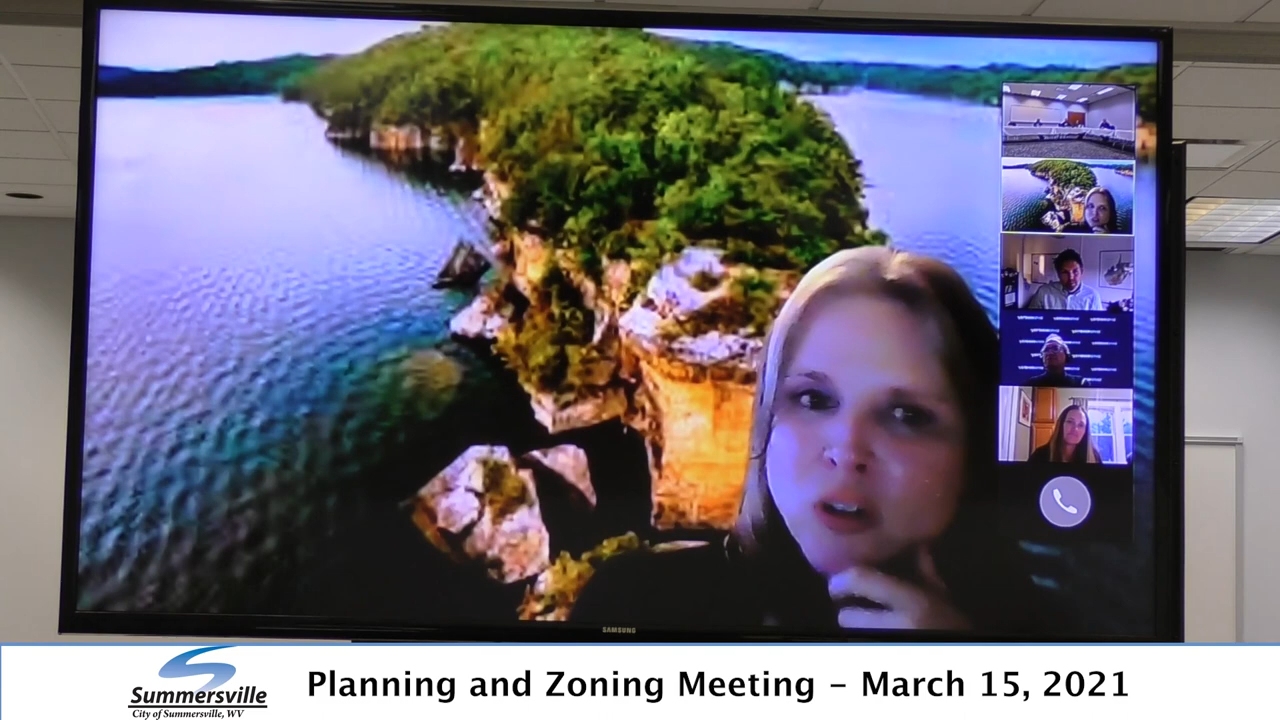 SAMSUNG
Summersville
City of Summersville, WV
Planning and Zoning Meeting – March 15, 2021